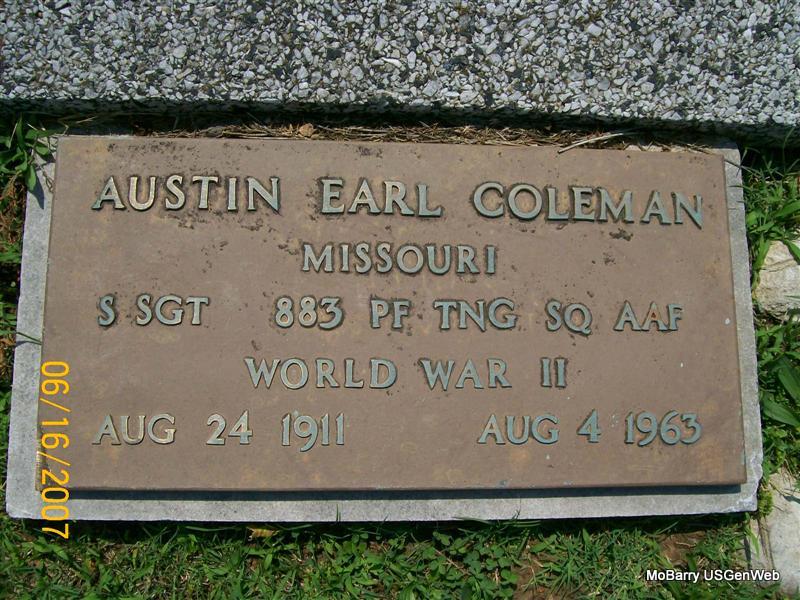 AUSTIN EARL COLEMAN
MISSOURI
S SGT 883 PF TNG SQ AAF
WORLD WAR II
AUG 24 1911 AUG 4 1963
06/16/2007
MoBarry USGenWeb